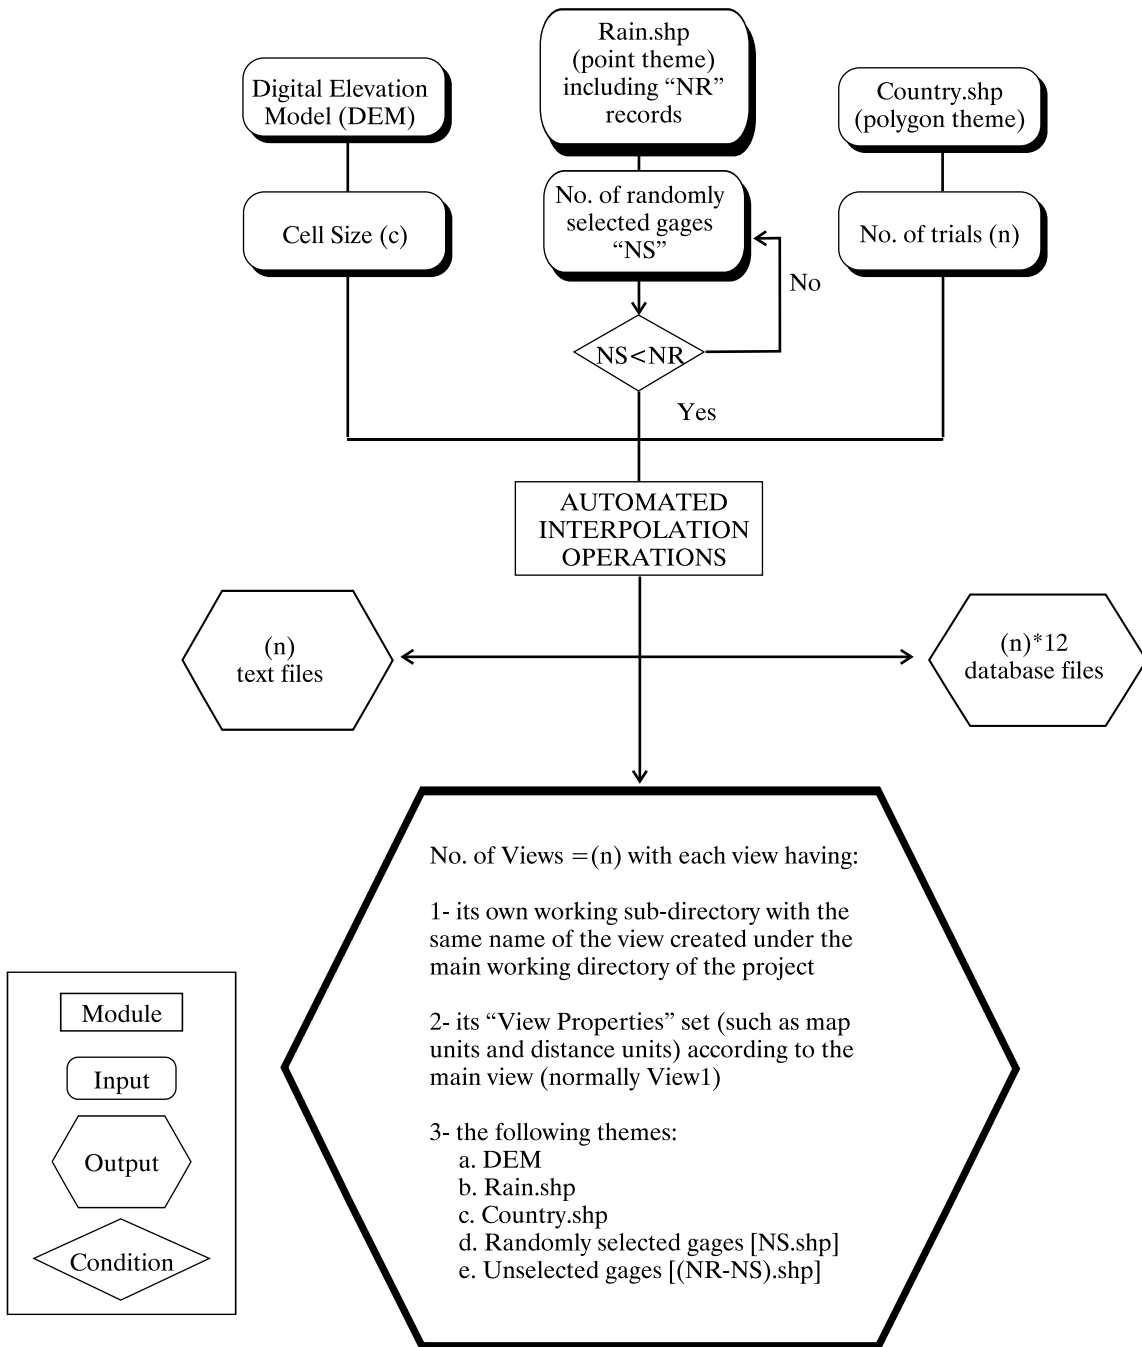 Digital Elevation
Model (DEM)
Rain.shp
(point theme)
including “NR”
records
Country.shp
(polygon theme)
Cell Size (c)
No. of randomly
selected gages
“NS”
No. of trials (n)
No
NS<NR
Yes
AUTOMATED
INTERPOLATION
OPERATIONS
(n)
text files
(n)*12
database files
No. of Views =(n) with each view having:
1- its own working sub-directory with the
same name of the view created under the
main working directory of the project
2- its “View Properties” set (such as map
units and distance units) according to the
main view (normally View1)
3- the following themes:
a. DEM
b. Rain.shp
c. Country.shp
d. Randomly selected gages [NS.shp]
e. Unselected gages [(NR-NS).shp]
Module
Input
Output
Condition